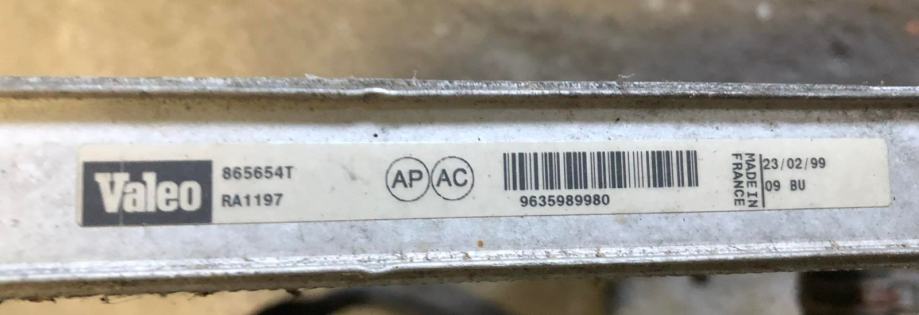 Valeo
865654T
RA1197
AP AC
9635989980
MADE IN
FRANCE
23/02/99
09 BU